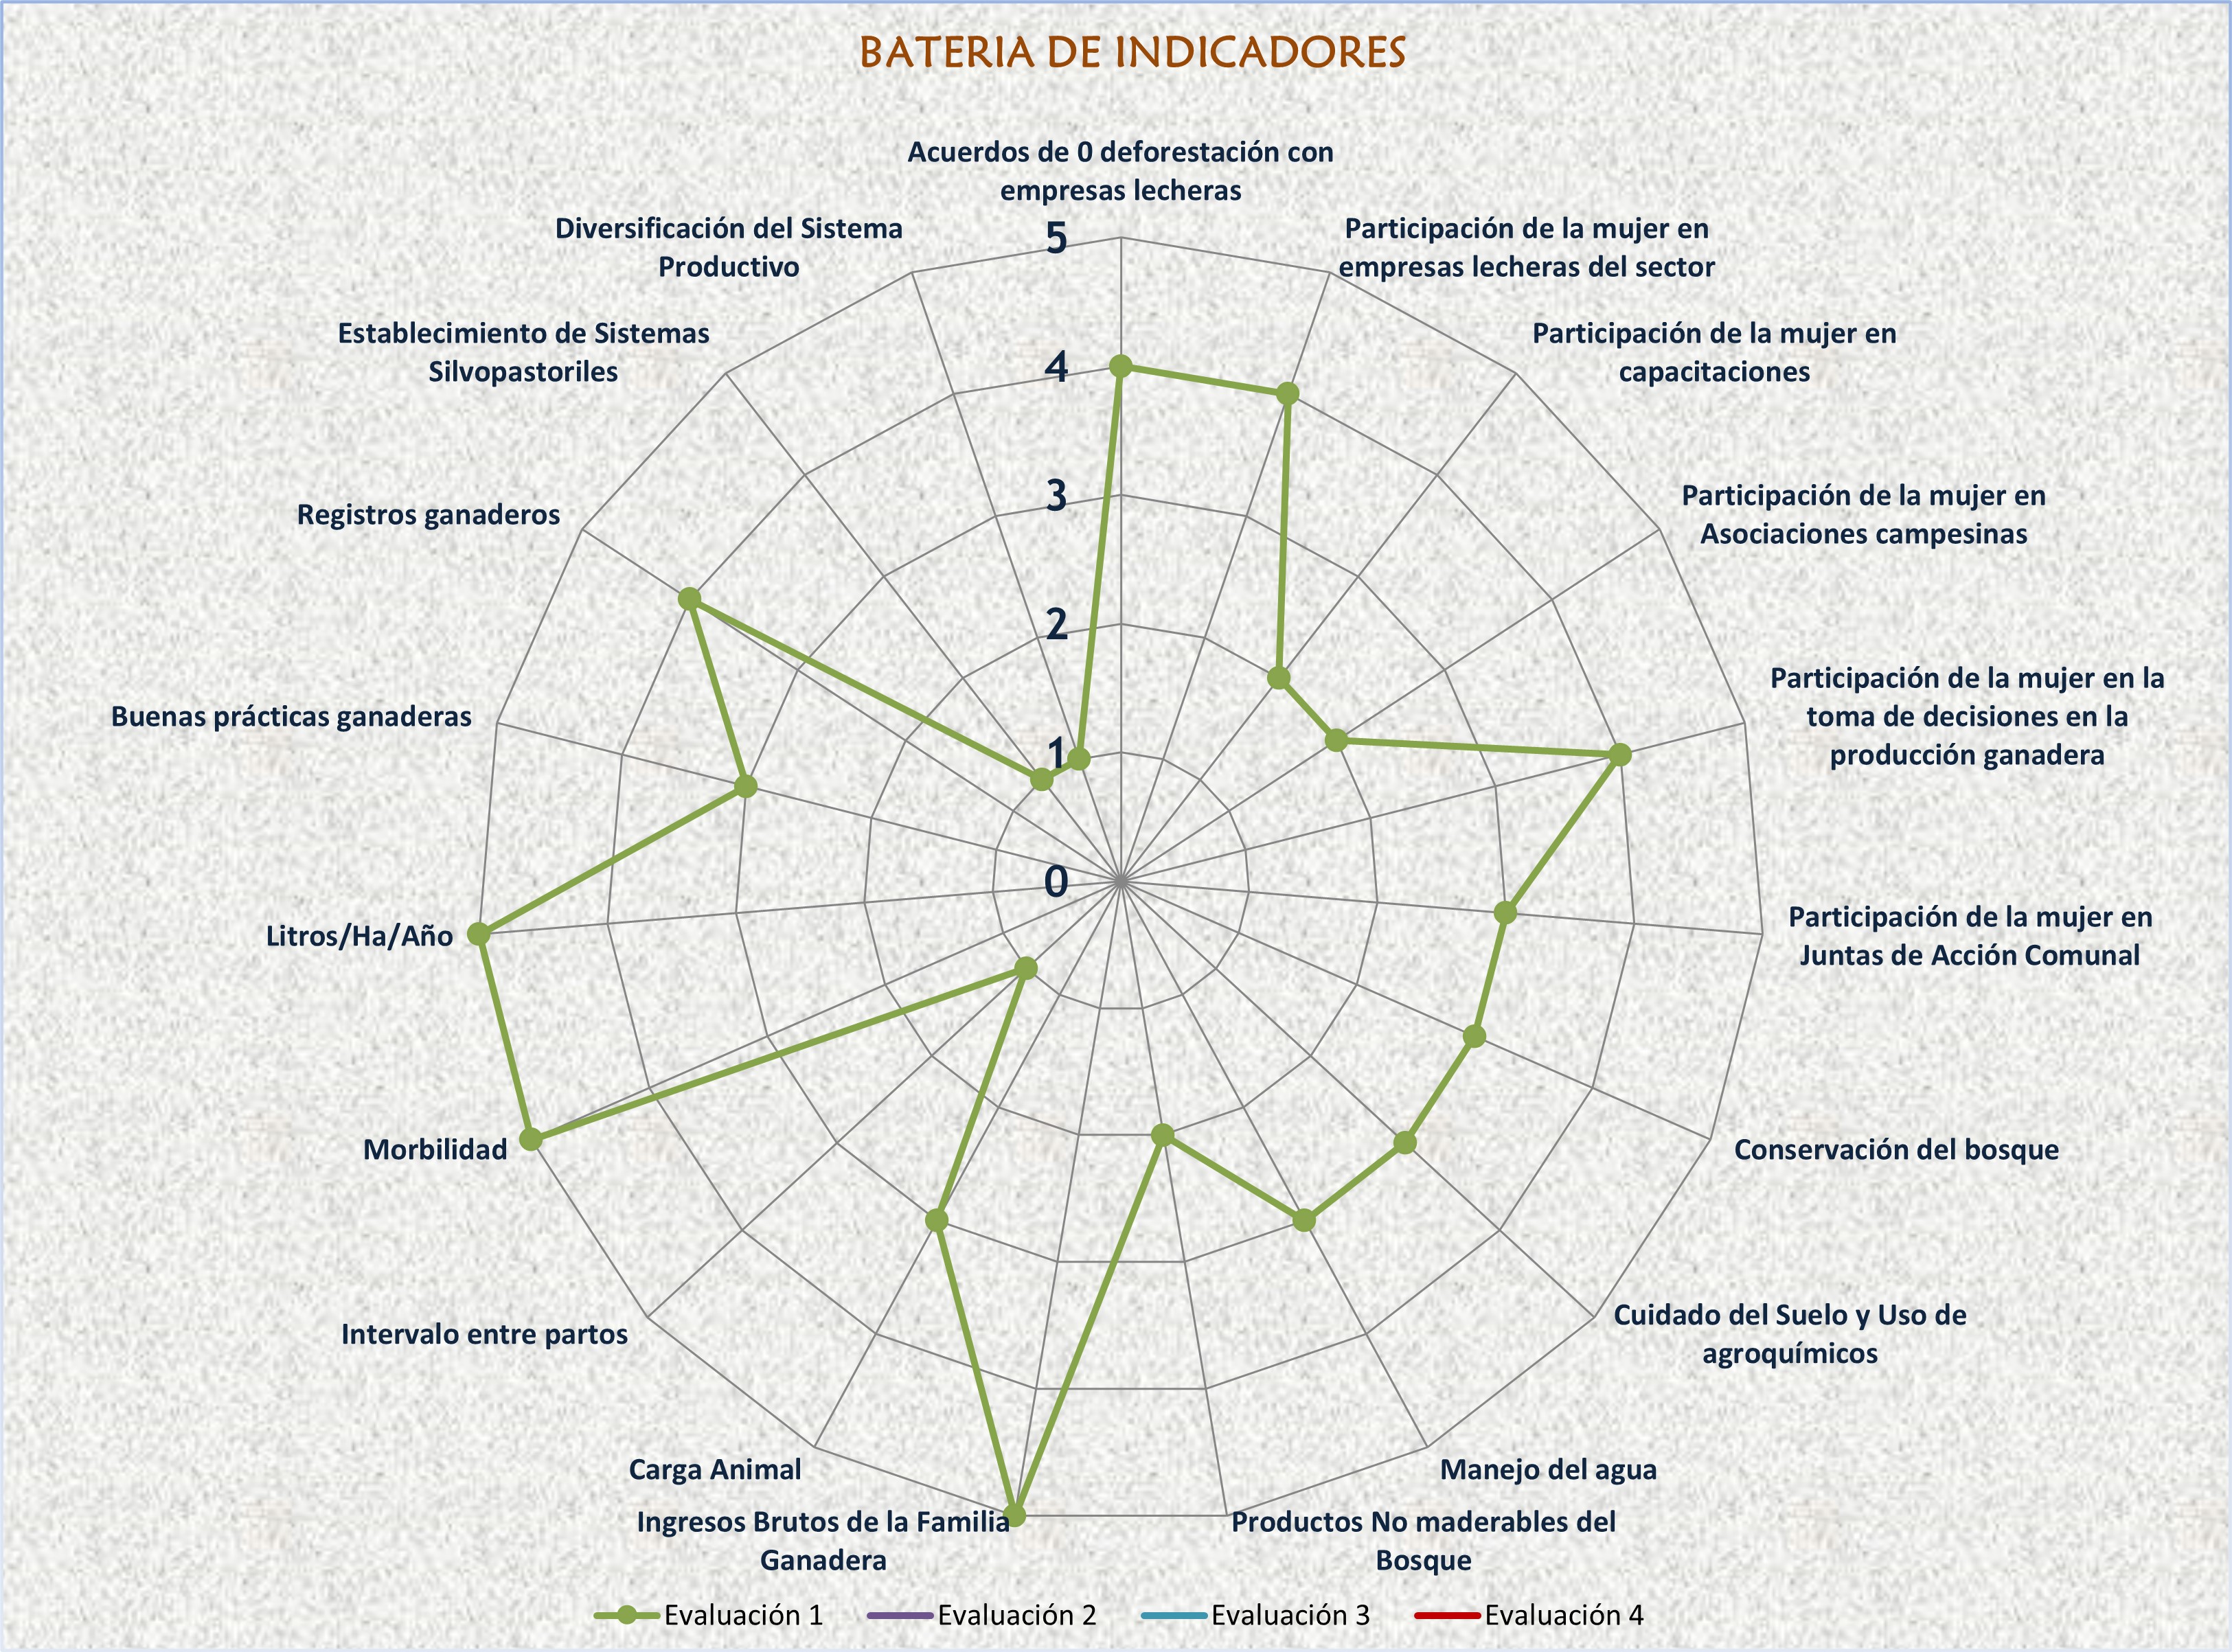 BATERIA DE INDICADORES
Acuerdos de 0 deforestación con
empresas lecheras
Participación de la mujer en
empresas lecheras del sector
Participación de la mujer en
capacitaciones
Participación de la mujer en
Asociaciones campesinas
Participación de la mujer en la
toma de decisiones en la
producción ganadera
Participación de la mujer en
Juntas de Acción Comunal
Conservación del bosque
Cuidado del Suelo y Uso de
agroquímicos
Manejo del agua
Productos No maderables del
Bosque
Ingresos Brutos de la Familia
Ganadera
Carga Animal
Intervalo entre partos
Morbilidad
Litros/Ha/Año
Buenas prácticas ganaderas
Registros ganaderos
Establecimiento de Sistemas
Silvopastoriles
Diversificación del Sistema
Productivo
5
4
3
2
1
0
Evaluación 1
Evaluación 2
Evaluación 3
Evaluación 4